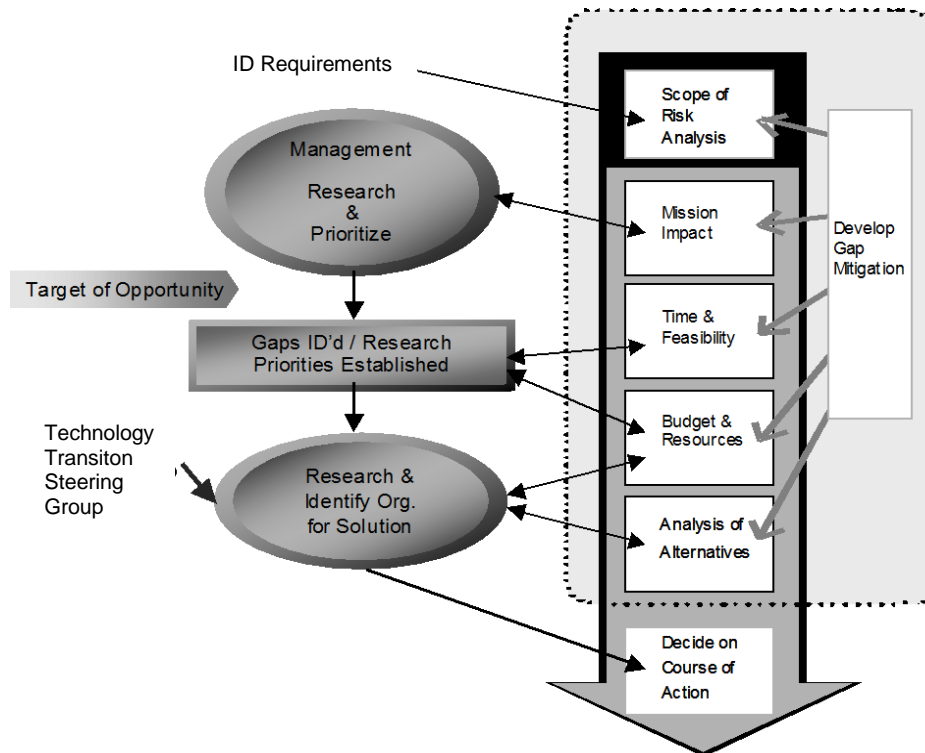 ID Requirements
Scope of
Risk
Analysis
Management
Research
&
Prioritize
Mission
Impact
Develop
Gap
Mitigation
Target of Opportunity
Time &
Feasibility
Gaps ID'd / Research
Priorities Established
Budget &
Resources
Technology
Transiton
Steering
Group
Research &
Identify Org.
for Solution
Analysis of
Alternatives
Decide on
Course of
Action